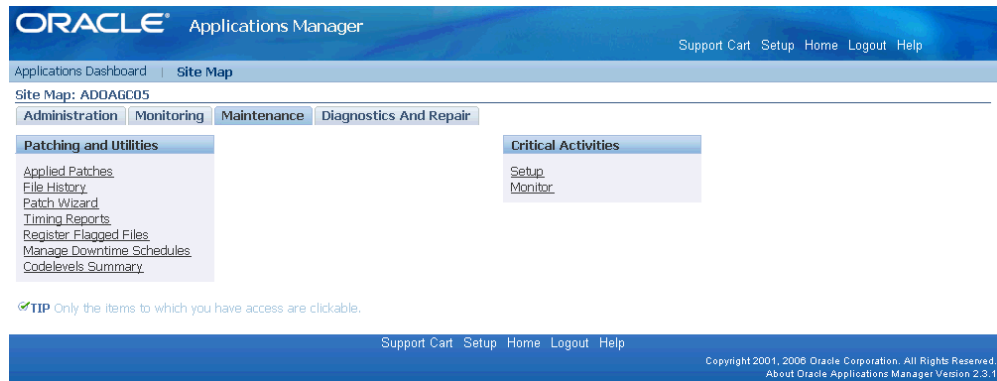 ORACLE® Applications Manager
Support Cart Setup Home Logout Help
Applications Dashboard | Site Map
Site Map: ADOAGC05
Administration Monitoring Maintenance Diagnostics And Repair
Patching and Utilities
Applied Patches
File History
Patch Wizard
Timing Reports
Register Flagged Files
Manage Downtime Schedules
Codelevels Summary
Critical Activities
Setup
Monitor
TIP Only the items to which you have access are clickable.
Support Cart Setup Home Logout Help
Copyright 2001, 2006 Oracle Corporation. All Rights Reserved.
About Oracle Applications Manager Version 2.3.1